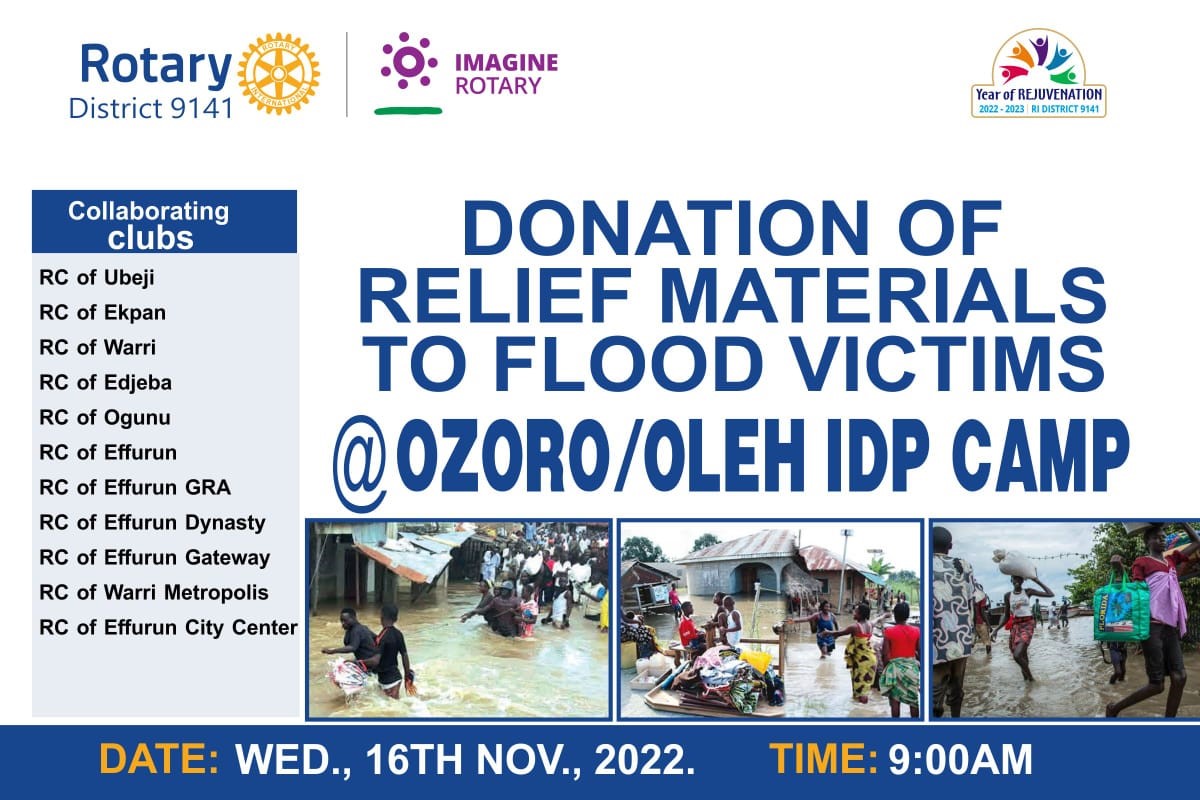 Rotary
District 9141
ROTARY
INTERNATIONAL
IMAGINE
ROTARY
Year of REJUVENATION
2022 - 2023 | RI DISTRICT 9141
Collaborating
clubs
RC of Ubeji
RC of Ekpan
RC of Warri
RC of Edjeba
RC of Ogunu
RC of Effurun
RC of Effurun GRA
RC of Effurun Dynasty
RC of Effurun Gateway
RC of Warri Metropolis
RC of Effurun City Center
DONATION OF
RELIEF MATERIALS
TO FLOOD VICTIMS
@OZORO/OLEH IDP CAMP
FLORIDA
DATE: WED., 16TH NOV., 2022. TIME: 9:00AM